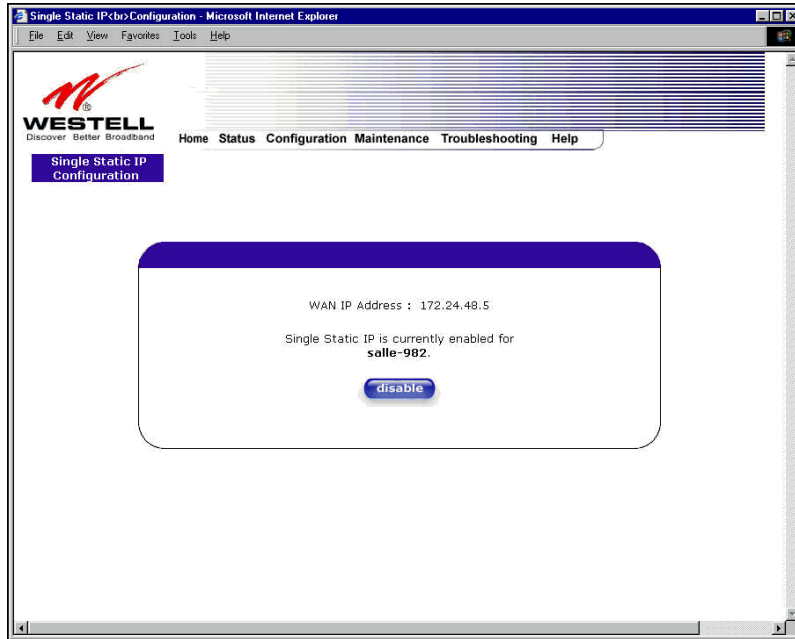 Single Static IP<br>Configuration - Microsoft Internet Explorer
File Edit View Favorites Tools Help
®
WESTELL
Discover Better Broadband
Home Status Configuration Maintenance Troubleshooting Help
Single Static IP
Configuration
WAN IP Address : 172.24.48.5
Single Static IP is currently enabled for
salle-982.
disable